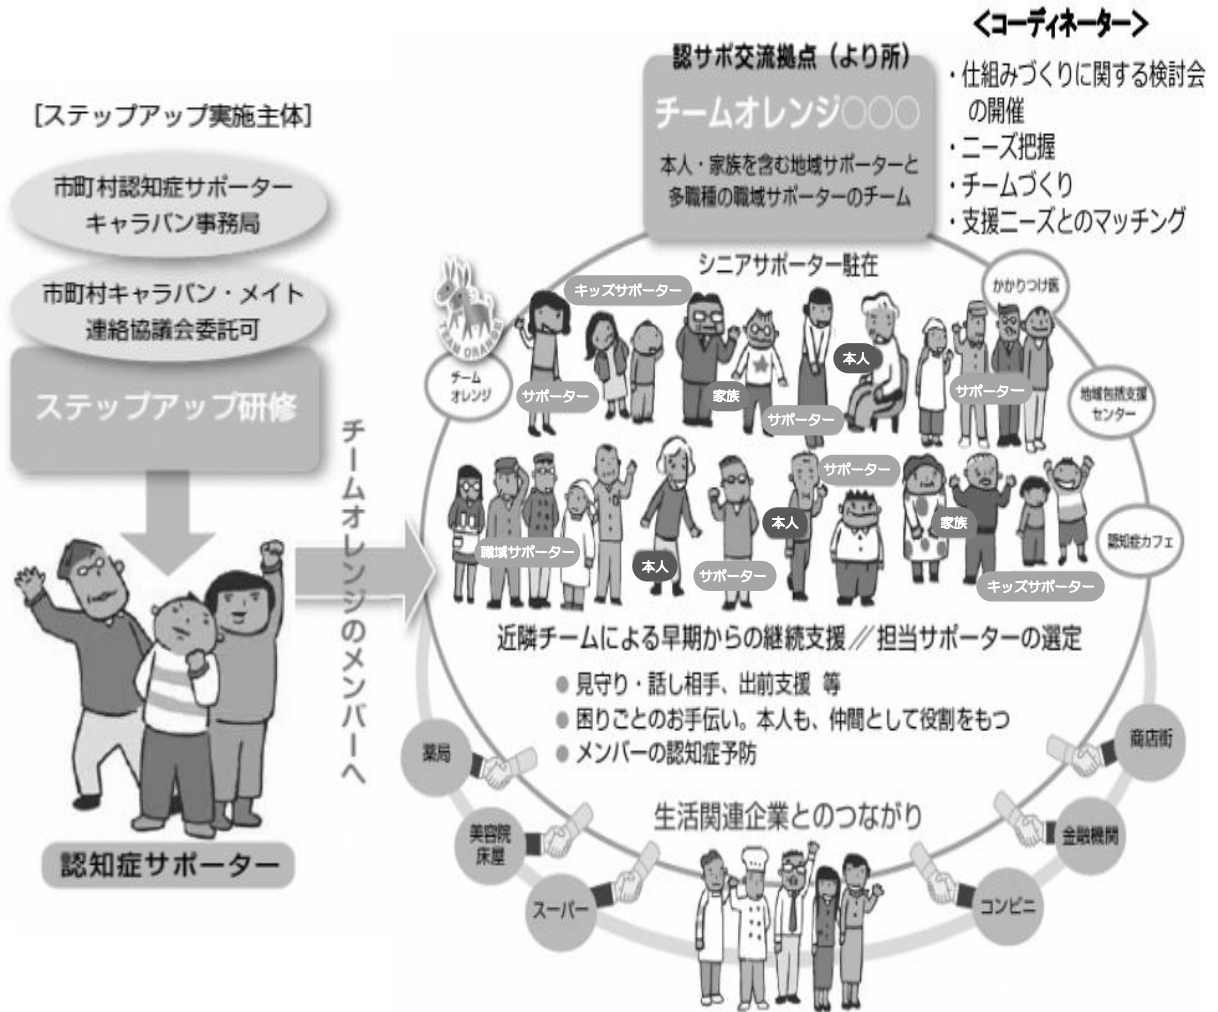 ＜コーディネーター＞
・仕組みづくりに関する検討会
の開催
・ニーズ把握
・チームづくり
・支援ニーズとのマッチング
認サポ交流拠点（より所）
チームオレンジ○○○
本人・家族を含む地域サポーターと
多職種の職域サポーターのチーム
［ステップアップ実施主体］
市町村認知症サポーター
キャラバン事務局
市町村キャラバン・メイト
連絡協議会委託可
ステップアップ研修
認知症サポーター
チームオレンジのメンバーへ
シニアサポーター駐在
TEAM ORANGE
チーム
オレンジ
キッズサポーター
かかりつけ医
サポーター
家族
本人
サポーター
サポーター
地域包括支援
センター
職域サポーター
本人
サポーター
本人
サポーター
家族
キッズサポーター
認知症カフェ
近隣チームによる早期からの継続支援 // 担当サポーターの選定
● 見守り・話し相手、出前支援 等
● 困りごとのお手伝い。本人も、仲間として役割をもつ
● メンバーの認知症予防
生活関連企業とのつながり
薬局
美容院
床屋
スーパー
商店街
金融機関
コンビニ